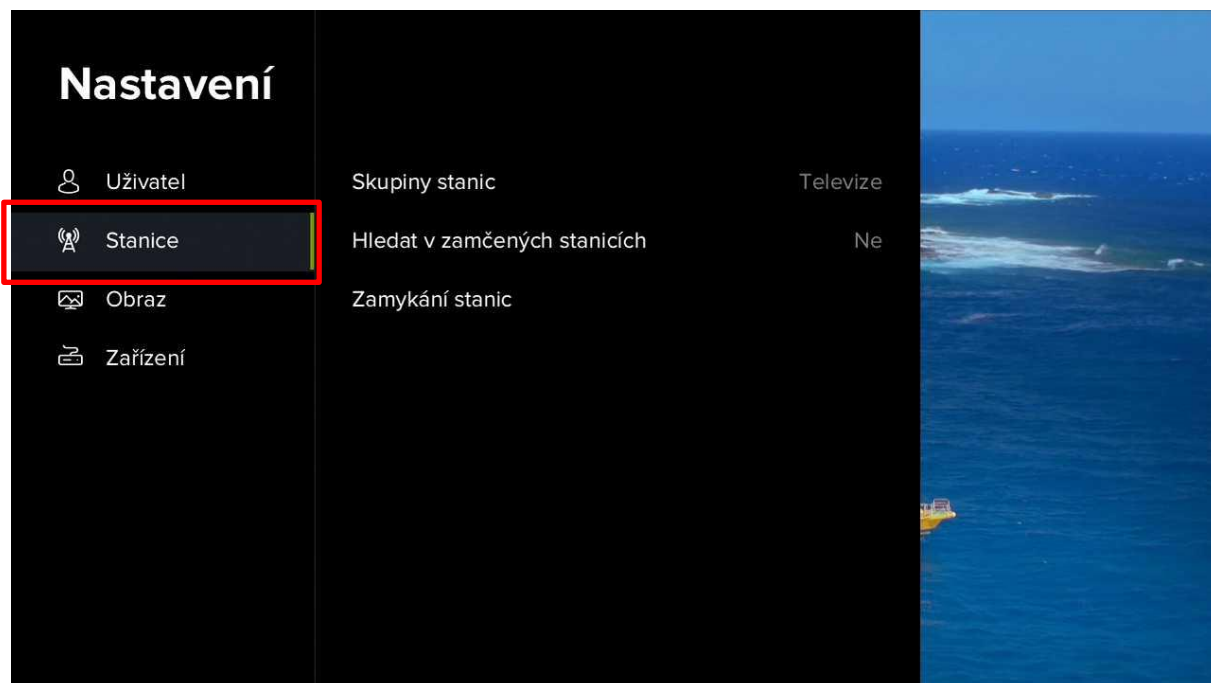 Nastavení
Uživatel
Stanice
Obraz
Zařízení
Skupiny stanic Televize
Hledat v zamčených stanicích Ne
Zamykání stanic